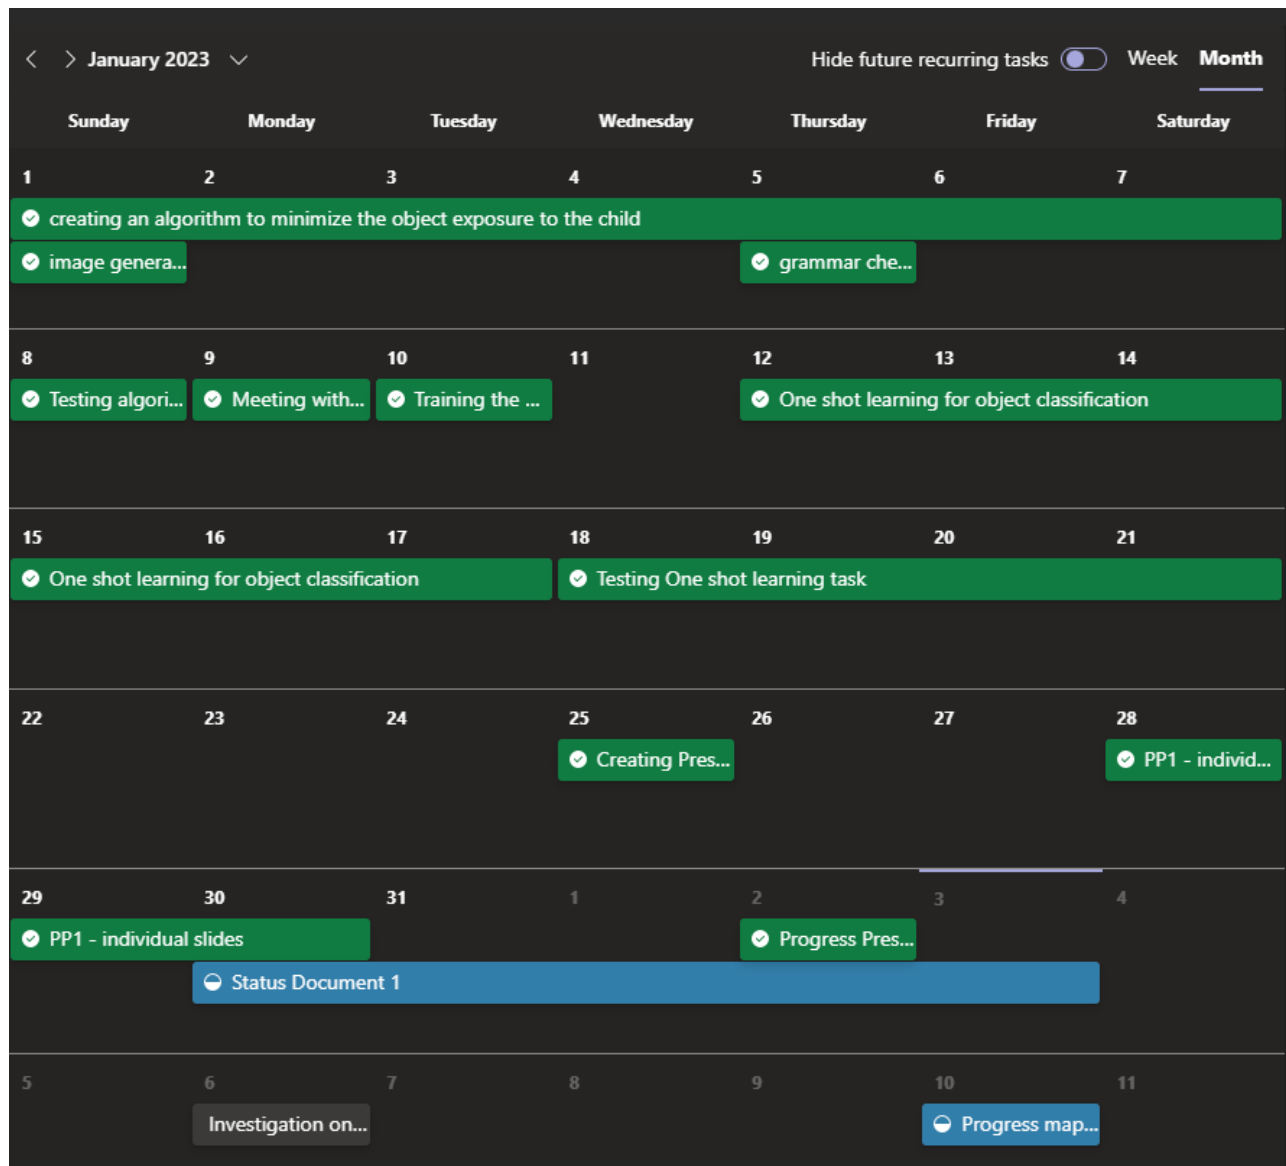 January 2023 Hide future recurring tasks Week Month
Sunday Monday Tuesday Wednesday Thursday Friday Saturday
1 2 3 4 5 6 7
creating an algorithm to minimize the object exposure to the child
image genera... grammar che...
8 9 10 11 12 13 14
Testing algori... Meeting with... Training the ... One shot learning for object classification
15 16 17 18 19 20 21
One shot learning for object classification Testing One shot learning task
22 23 24 25 26 27 28
Creating Pres... PP1 - individ...
29 30 31 1 2 3 4
PP1 - individual slides Progress Pres...
Status Document 1
5 6 7 8 9 10 11
Investigation on... Progress map...